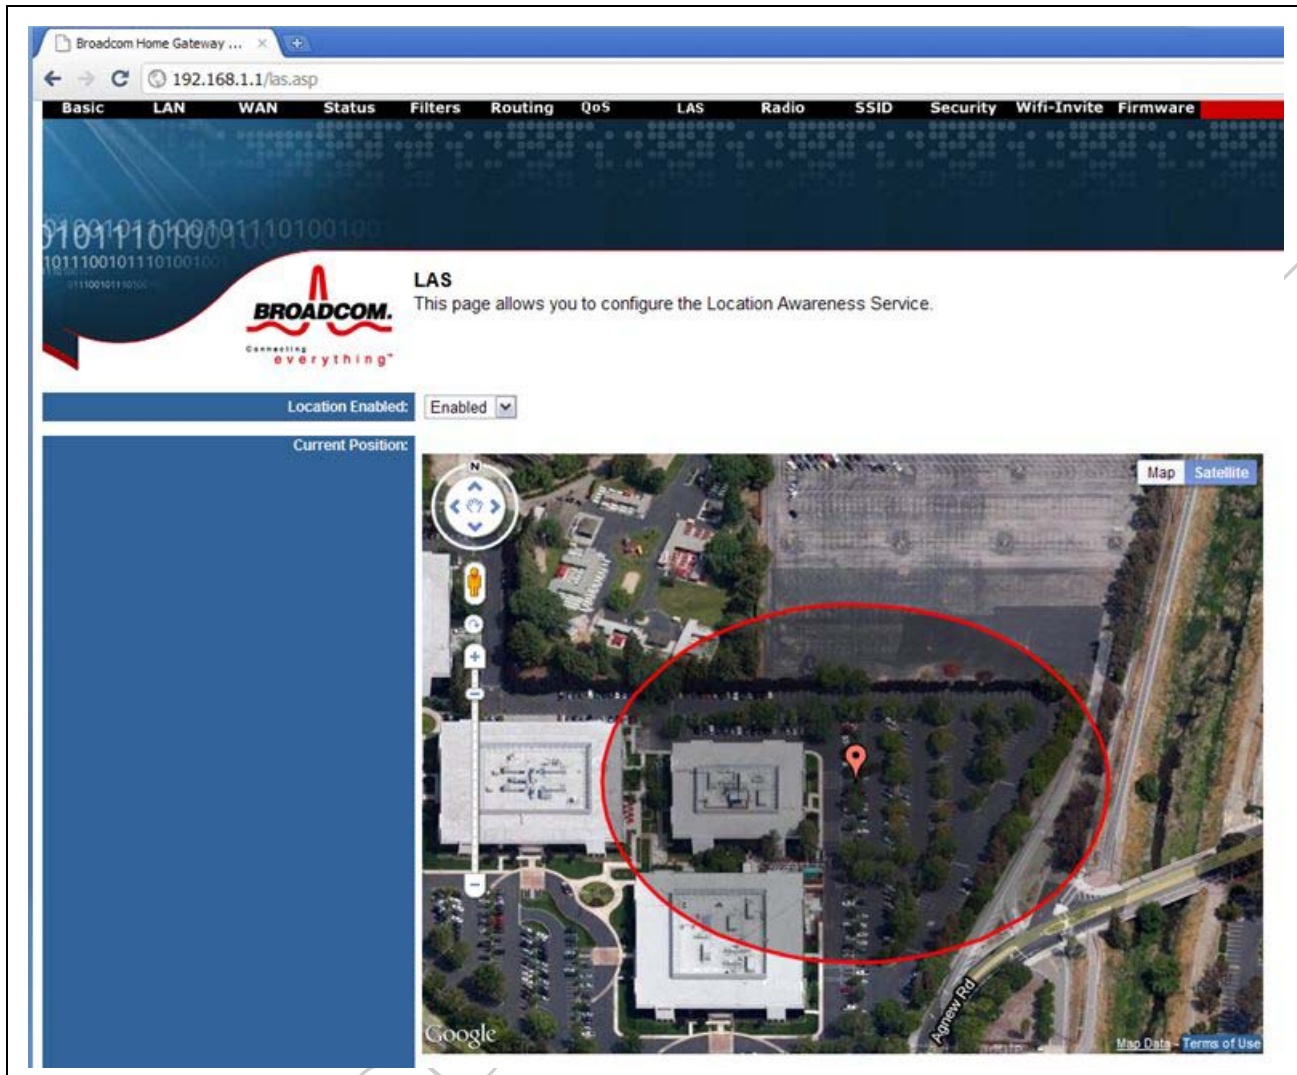 Broadcom Home Gateway ...
192.168.1.1/las.asp
Basic LAN WAN Status Filters Routing QoS LAS Radio SSID Security Wifi-Invite Firmware
BROADCOM.
Connecting
everything™
LAS
This page allows you to configure the Location Awareness Service.
Location Enabled: Enabled
Current Position:
N
Map Satellite
Agnew Rd
Google
Map Data - Terms of Use